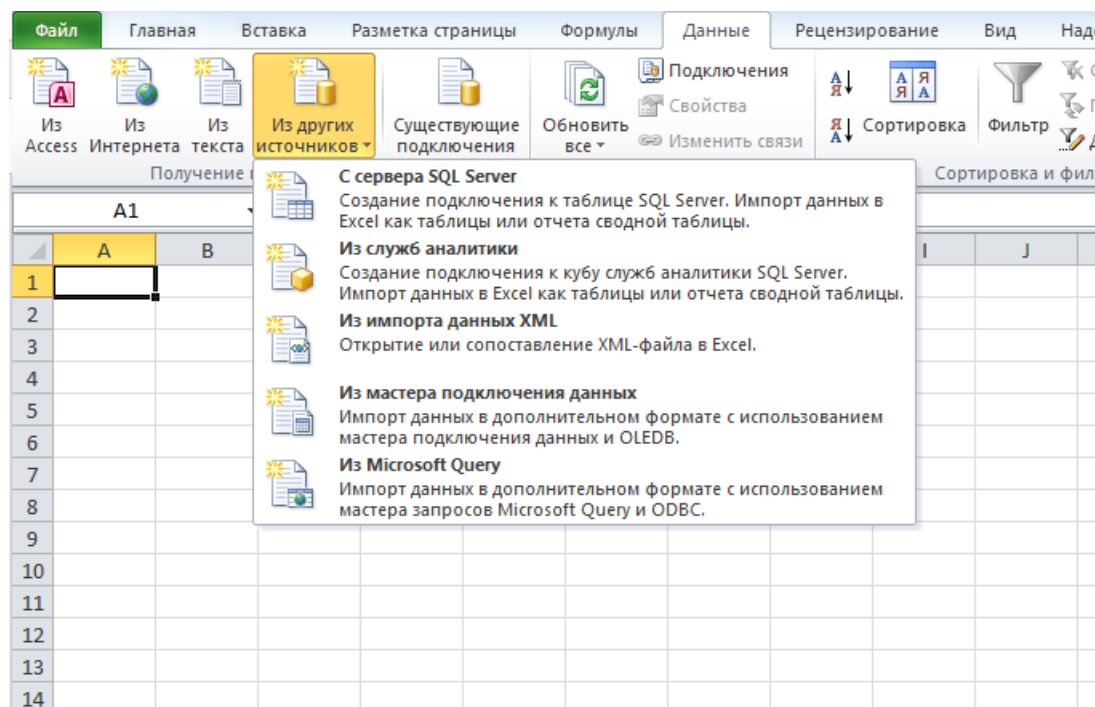 Файл Главная Вставка Разметка страницы Формулы Данные Рецензирование Вид
Из Access
Из Интернета
Из текста
Из других источников
Существующие подключения
Обновить все
Подключения
Свойства
Изменить связи
А Я
Я А
А Я
Я А
Сортировка
Фильтр
Получение
Сортировка и
A1
С сервера SQL Server
Создание подключения к таблице SQL Server. Импорт данных в
Excel как таблицы или отчета сводной таблицы.
Из служб аналитики
Создание подключения к кубу служб аналитики SQL Server.
Импорт данных в Excel как таблицы или отчета сводной таблицы.
Из импорта данных XML
Открытие или сопоставление XML-файла в Excel.
Из мастера подключения данных
Импорт данных в дополнительном формате с использованием
мастера подключения данных и OLEDB.
Из Microsoft Query
Импорт данных в дополнительном формате с использованием
мастера запросов Microsoft Query и ODBC.
A B I J
1
2
3
4
5
6
7
8
9
10
11
12
13
14